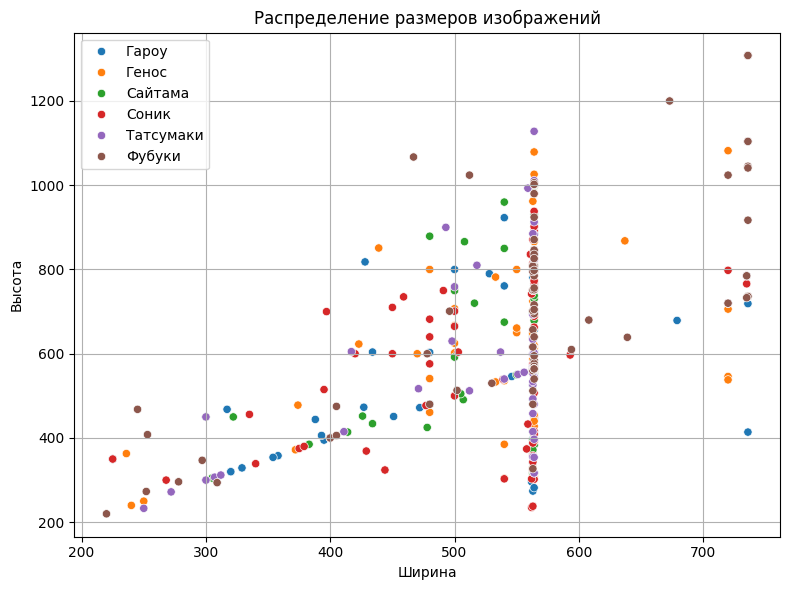 Распределение размеров изображений
Гароу
Генос
Сайтама
Соник
Татсумаки
Фубуки
Высота
1200
1000
800
600
400
200
200 300 400 500 600 700
Ширина